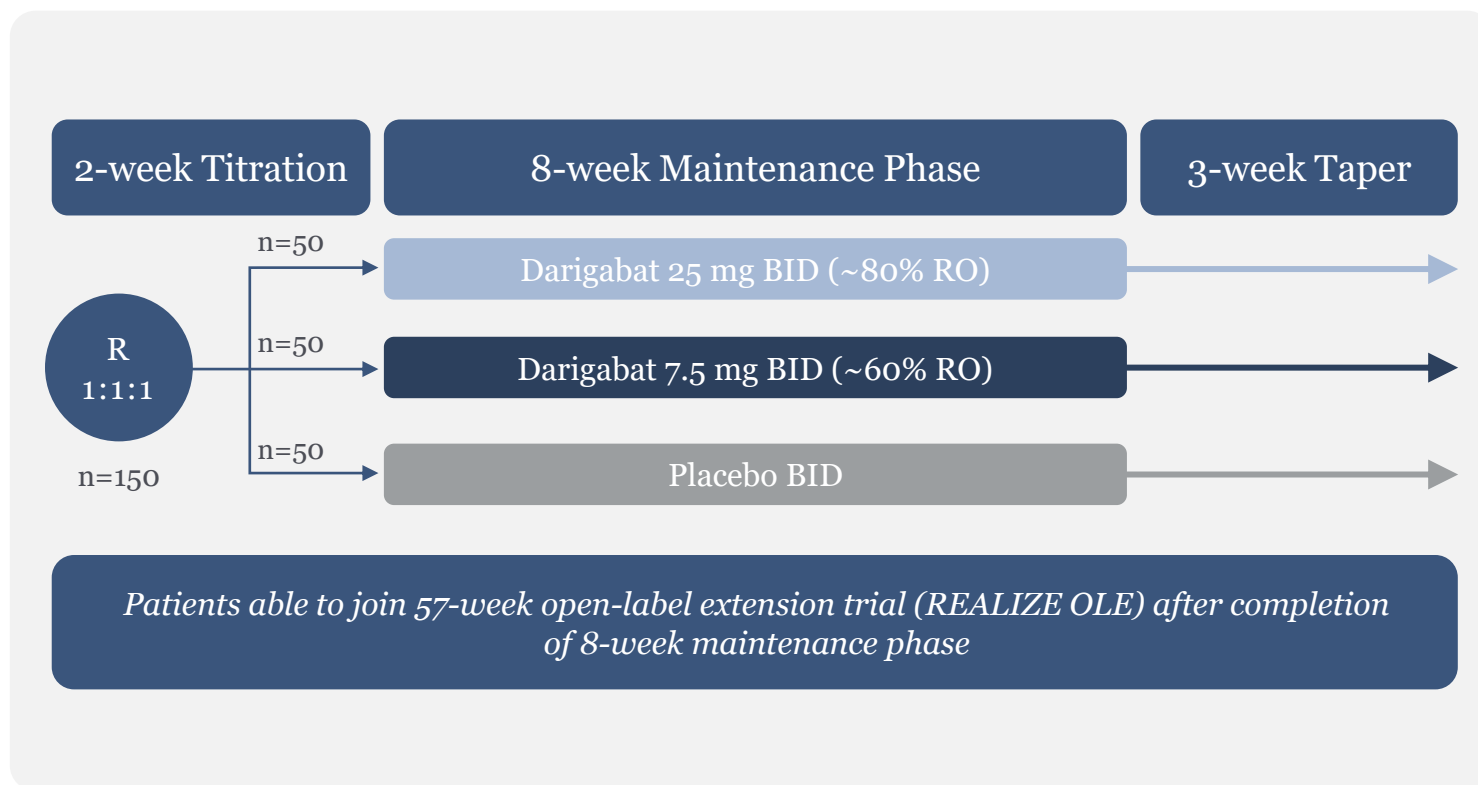 2-week Titration
8-week Maintenance Phase
3-week Taper
n=50
Darigabat 25 mg BID (~80% RO)
R
1:1:1
n=50
Darigabat 7.5 mg BID (~60% RO)
n=50
Placebo BID
n=150
Patients able to join 57-week open-label extension trial (REALIZE OLE) after completion
of 8-week maintenance phase